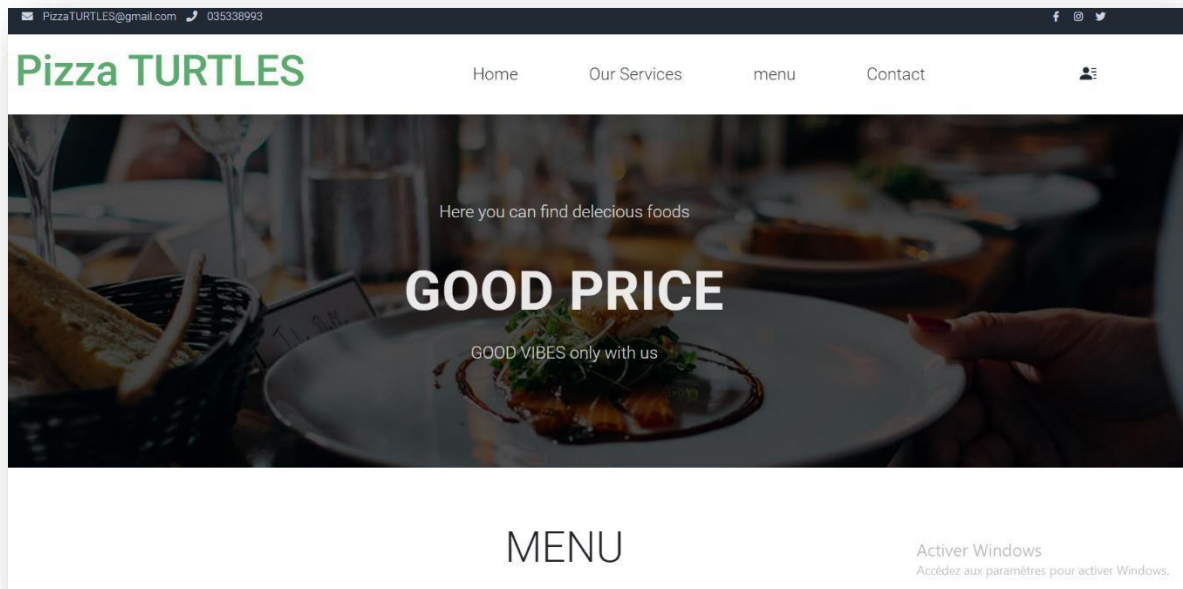 PizzaTURTLES@gmail.com 035338993
Pizza TURTLES
Home Our Services menu Contact
Here you can find delecious foods
GOOD PRICE
GOOD VIBES only with us
MENU
Activer Windows
Accédez aux paramètres pour activer Windows.